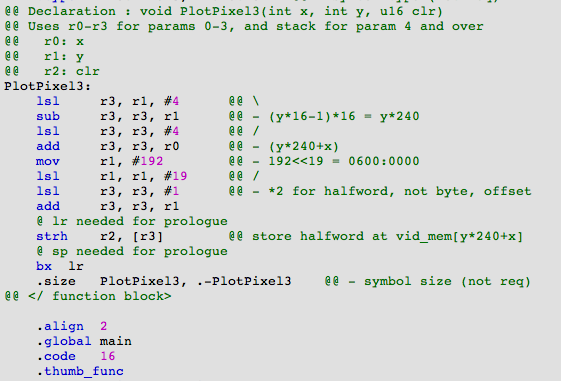 @@ Declaration : void PlotPixel3(int x, int y, u16 clr)
@@ Uses r0-r3 for params 0-3, and stack for param 4 and over
@@   r0: x
@@   r1: y
@@   r2: clr
PlotPixel3:
    lsl     r3, r1, #4      @@ \
    sub     r3, r3, r1      @@ - (y*16-1)*16 = y*240
    lsl     r3, r3, #4      @@ /
    add     r3, r3, r0      @@ - (y*240+x)
    mov     r1, #192        @@ - 192<<19 = 0600:0000
    lsl     r1, r1, #19     @@ /
    lsl     r3, r3, #1      @@ - *2 for halfword, not byte, offset
    add     r3, r3, r1
    @ lr needed for prologue
    strh    r2, [r3]        @@ store halfword at vid_mem[y*240+x]
    @ sp needed for prologue
    bx  lr
    .size   PlotPixel3, .-PlotPixel3    @@ - symbol size (not req)
@@ </ function block>
    .align  2
    .global main
    .code   16
    .thumb_func